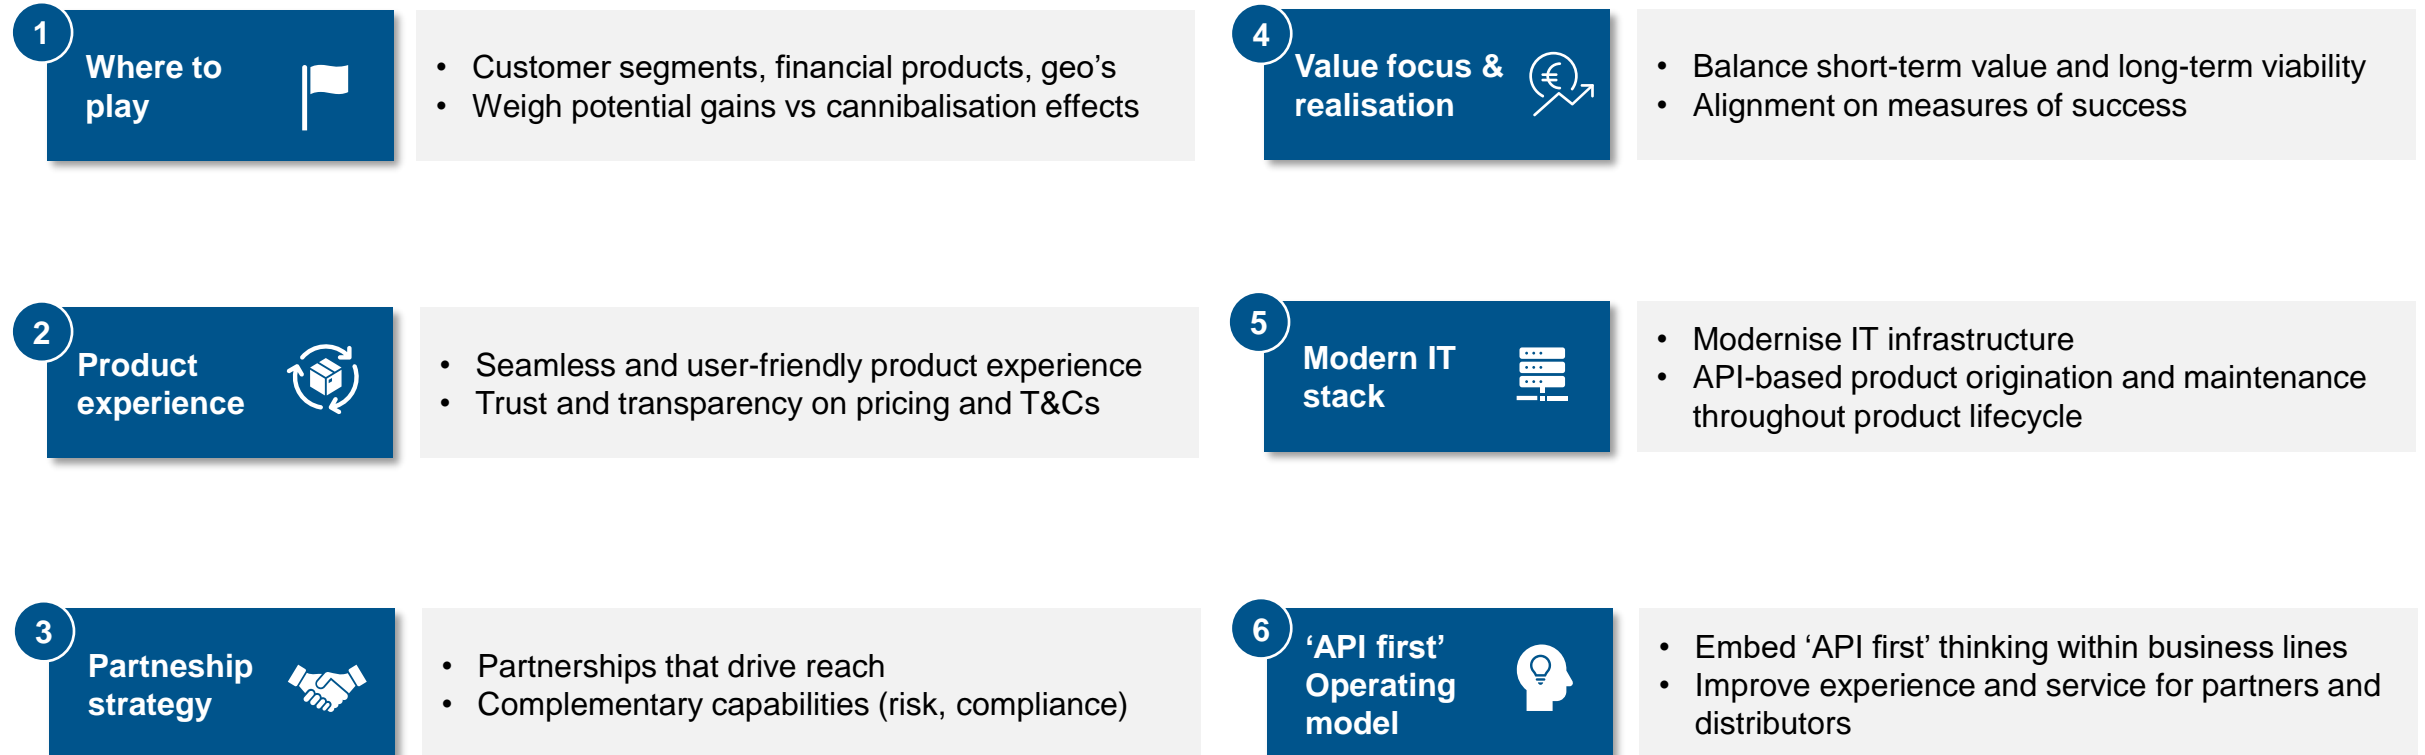 1
Where to
play
• Customer segments, financial products, geo’s
• Weigh potential gains vs cannibalisation effects
2
Product
experience
• Seamless and user-friendly product experience
• Trust and transparency on pricing and T&Cs
3
Partneship
strategy
• Partnerships that drive reach
• Complementary capabilities (risk, compliance)
4
Value focus &
realisation
€
• Balance short-term value and long-term viability
• Alignment on measures of success
5
Modern IT
stack
• Modernise IT infrastructure
• API-based product origination and maintenance
throughout product lifecycle
6
‘API first’
Operating
model
• Embed ‘API first’ thinking within business lines
• Improve experience and service for partners and
distributors